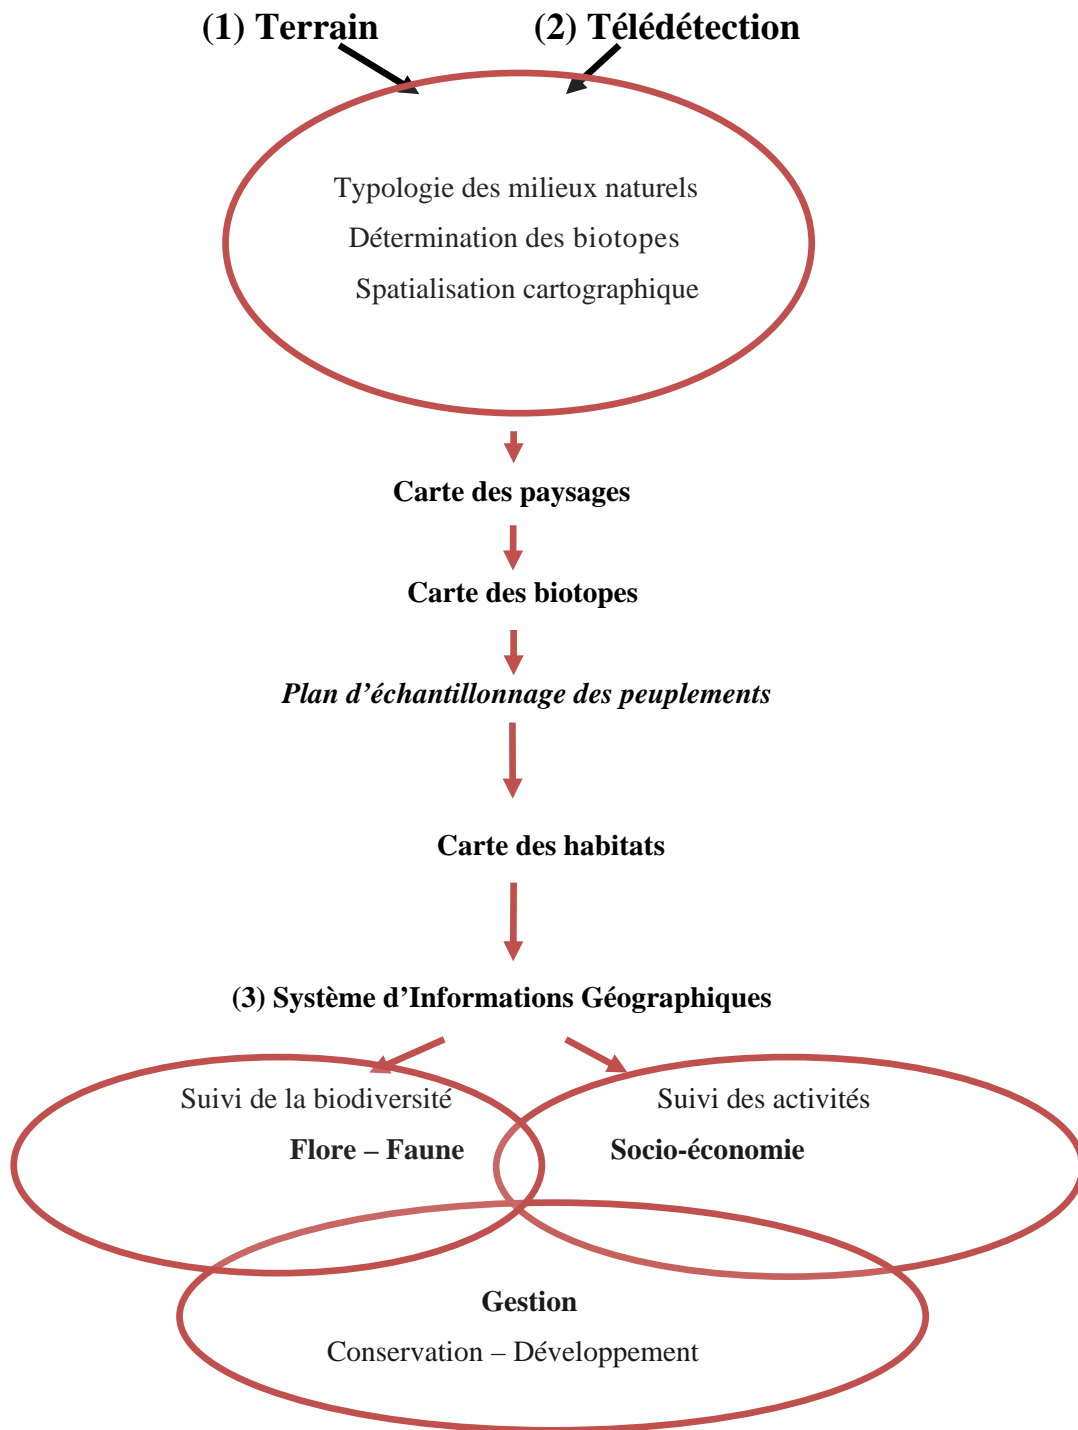 (1) Terrain (2) Télédétection
Typologie des milieux naturels
Détermination des biotopes
Spatialisation cartographique
Carte des paysages
Carte des biotopes
Plan d’échantillonnage des peuplements
Carte des habitats
(3) Système d’Informations Géographiques
Suivi de la biodiversité
Flore – Faune
Suivi des activités
Socio-économie
Gestion
Conservation – Développement